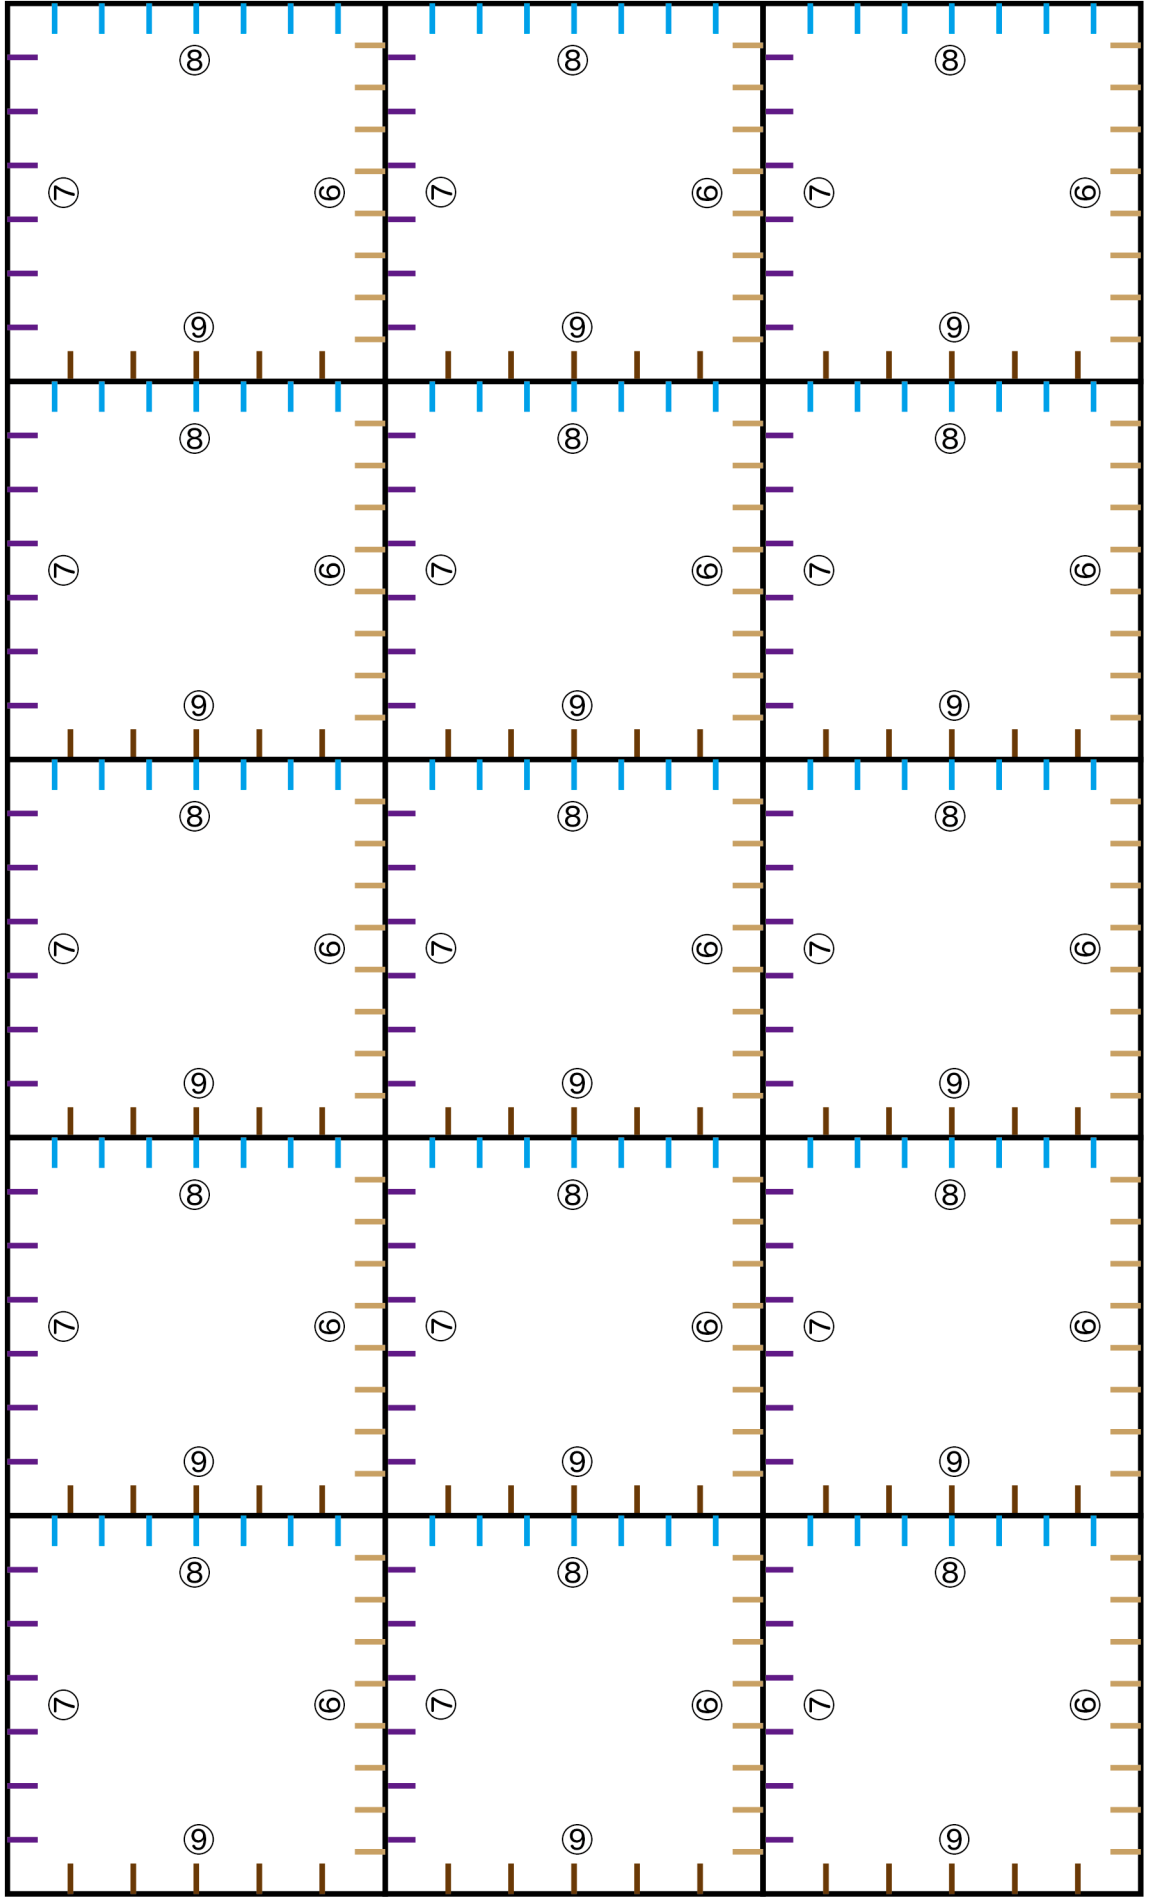 ⑧ ⑧ ⑧
⑦ ⑨ ⑦ ⑨ ⑦ ⑨
⑥ ⑥ ⑥
⑧ ⑧ ⑧
⑦ ⑨ ⑦ ⑨ ⑦ ⑨
⑥ ⑥ ⑥
⑧ ⑧ ⑧
⑦ ⑨ ⑦ ⑨ ⑦ ⑨
⑥ ⑥ ⑥
⑧ ⑧ ⑧
⑦ ⑨ ⑦ ⑨ ⑦ ⑨
⑥ ⑥ ⑥
⑧ ⑧ ⑧
⑦ ⑨ ⑦ ⑨ ⑦ ⑨
⑥ ⑥ ⑥